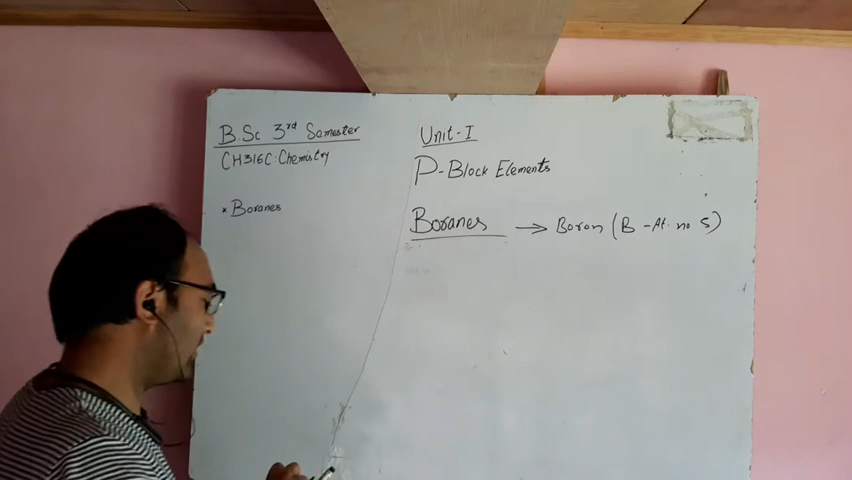 B.Sc 3rd Semester
CH316C: Chemistry
* Boranes
Unit-I
P-Block Elements
Boranes → Boron (B -At. no 5)